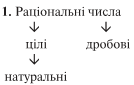 1. Раціональні числа
цілі дробові
натуральні